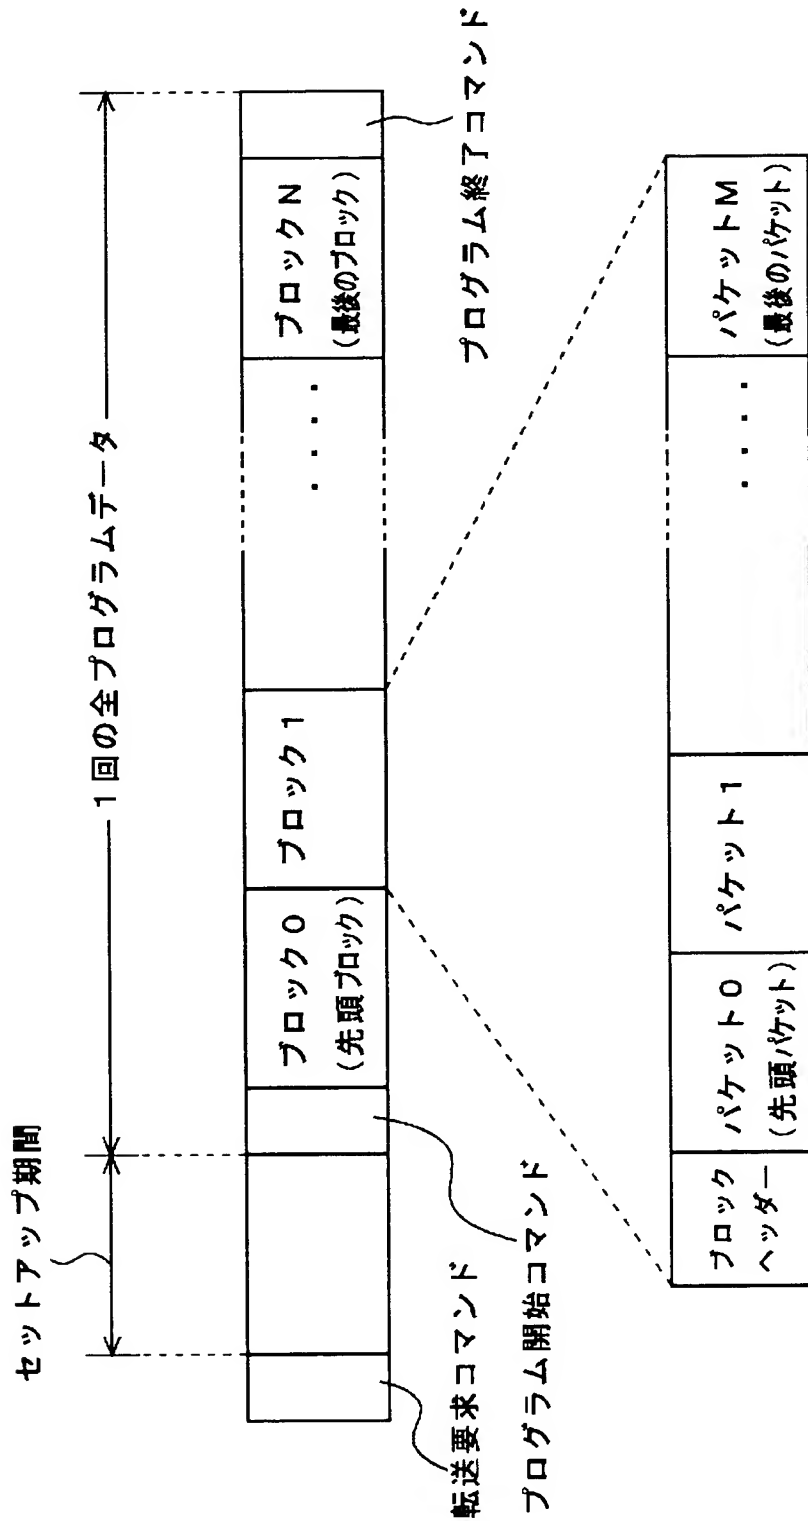 セットアップ期間
1回の全プログラムデータ
ブロック0
(先頭ブロック)
ブロック1
・・・・
ブロックN
(最後のブロック)
転送要求コマンド
プログラム開始コマンド
プログラム終了コマンド
ブロック
ヘッダー
パケット0
(先頭パケット)
パケット1
・・・・
パケットM
(最後のパケット)